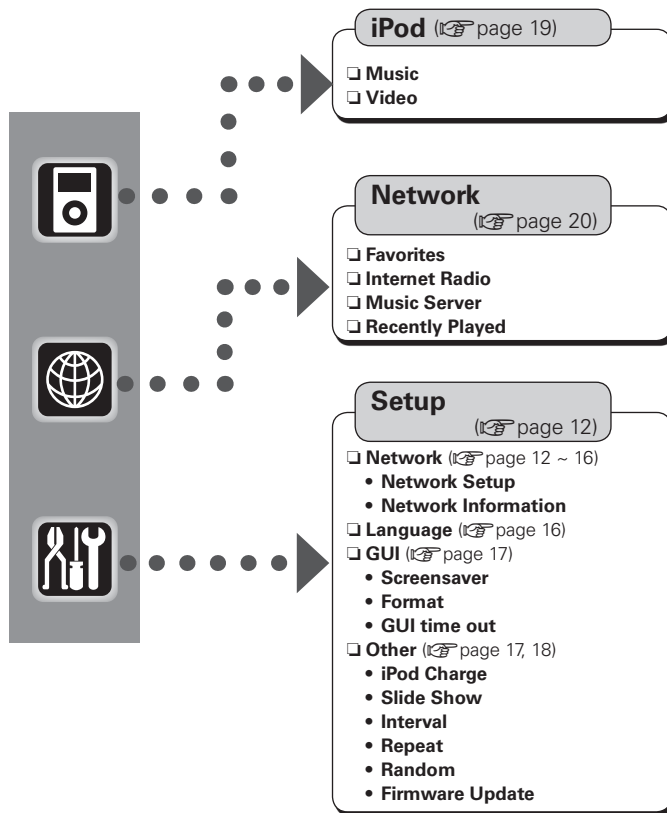 iPod (☞ page 19)
❏ Music
❏ Video
Network
(☞ page 20)
❏ Favorites
❏ Internet Radio
❏ Music Server
❏ Recently Played
Setup
(☞ page 12)
❏ Network (☞ page 12 ~ 16)
• Network Setup
• Network Information
❏ Language (☞ page 16)
❏ GUI (☞ page 17)
• Screensaver
• Format
• GUI time out
❏ Other (☞ page 17, 18)
• iPod Charge
• Slide Show
• Interval
• Repeat
• Random
• Firmware Update